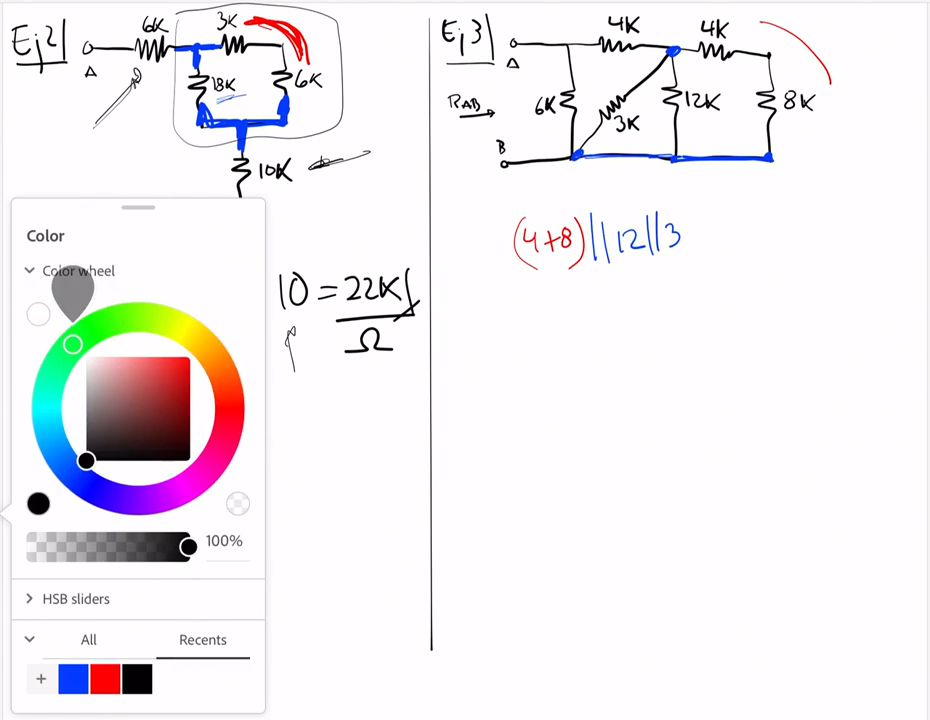 Ej2|
6K
3K
A
18K
6K
10K
10 = 22K
Ω
Color
Color wheel
100%
HSB sliders
All
Recents
+
Ej3|
4K
4K
A
6K
3K
12K
8K
RAB
B
(4+8)||12||3